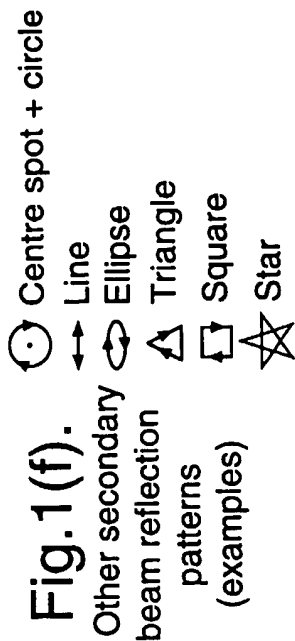 Fig.1(f).
Other secondary
beam reflection
patterns
(examples)
Centre spot + circle
Line
Ellipse
Triangle
Square
Star